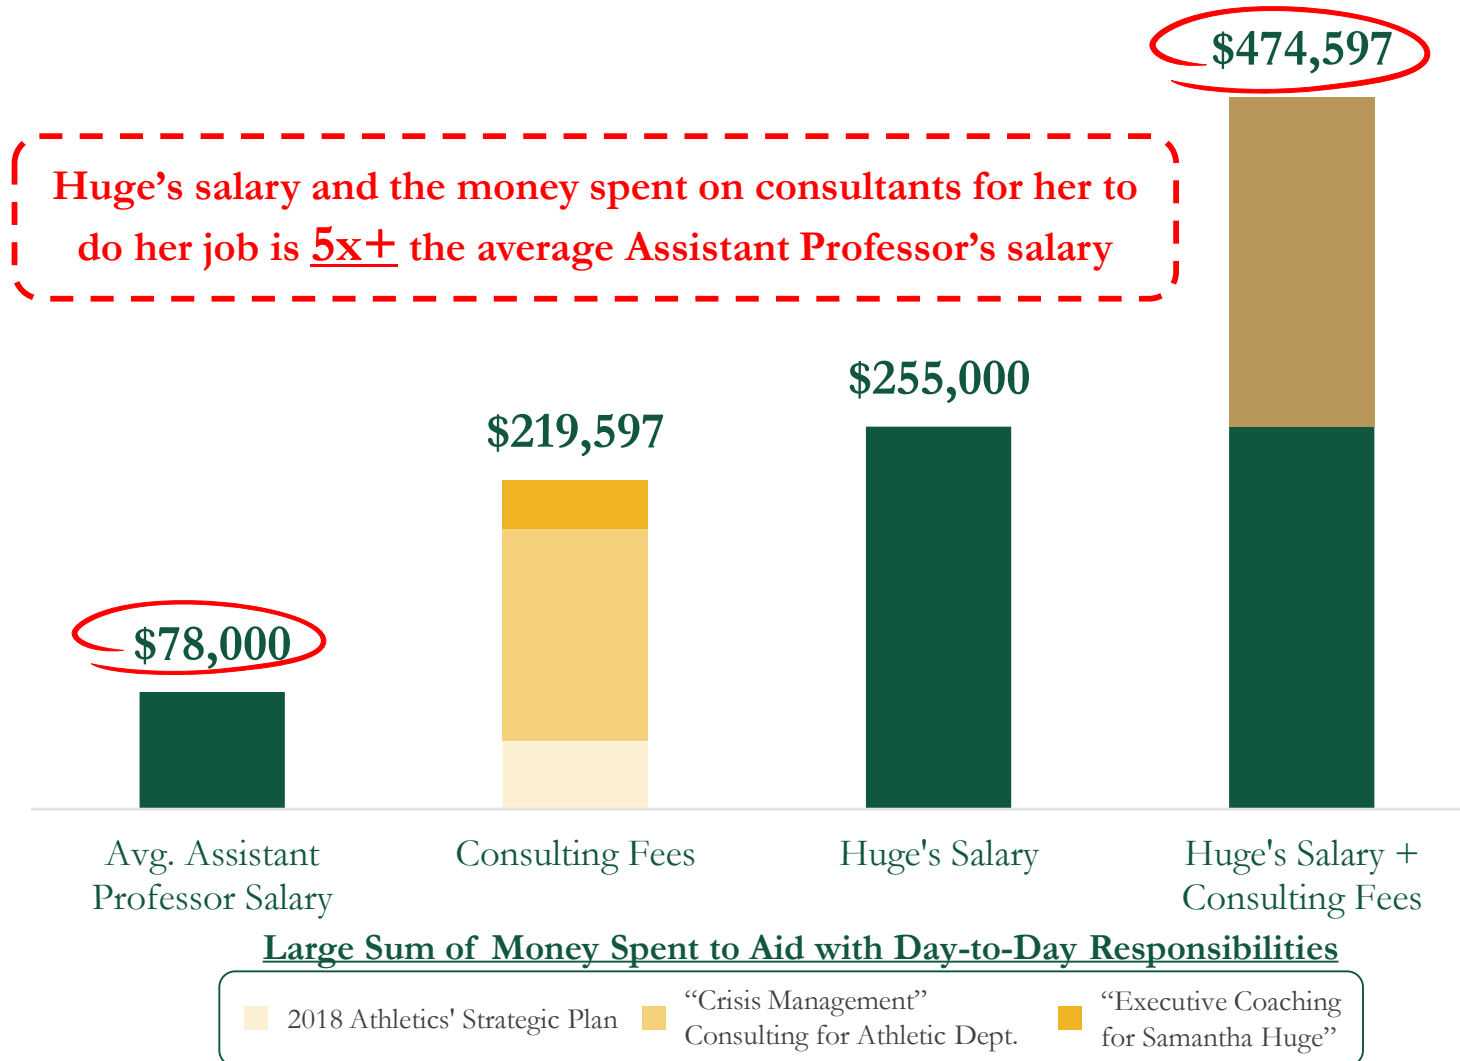 $474,597
Huge’s salary and the money spent on consultants for her to
do her job is 5x+ the average Assistant Professor’s salary
$255,000
$219,597
$78,000
Avg. Assistant
Professor Salary
Consulting Fees
Huge's Salary
Huge's Salary +
Consulting Fees
Large Sum of Money Spent to Aid with Day-to-Day Responsibilities
2018 Athletics' Strategic Plan
“Crisis Management”
Consulting for Athletic Dept.
“Executive Coaching
for Samantha Huge”